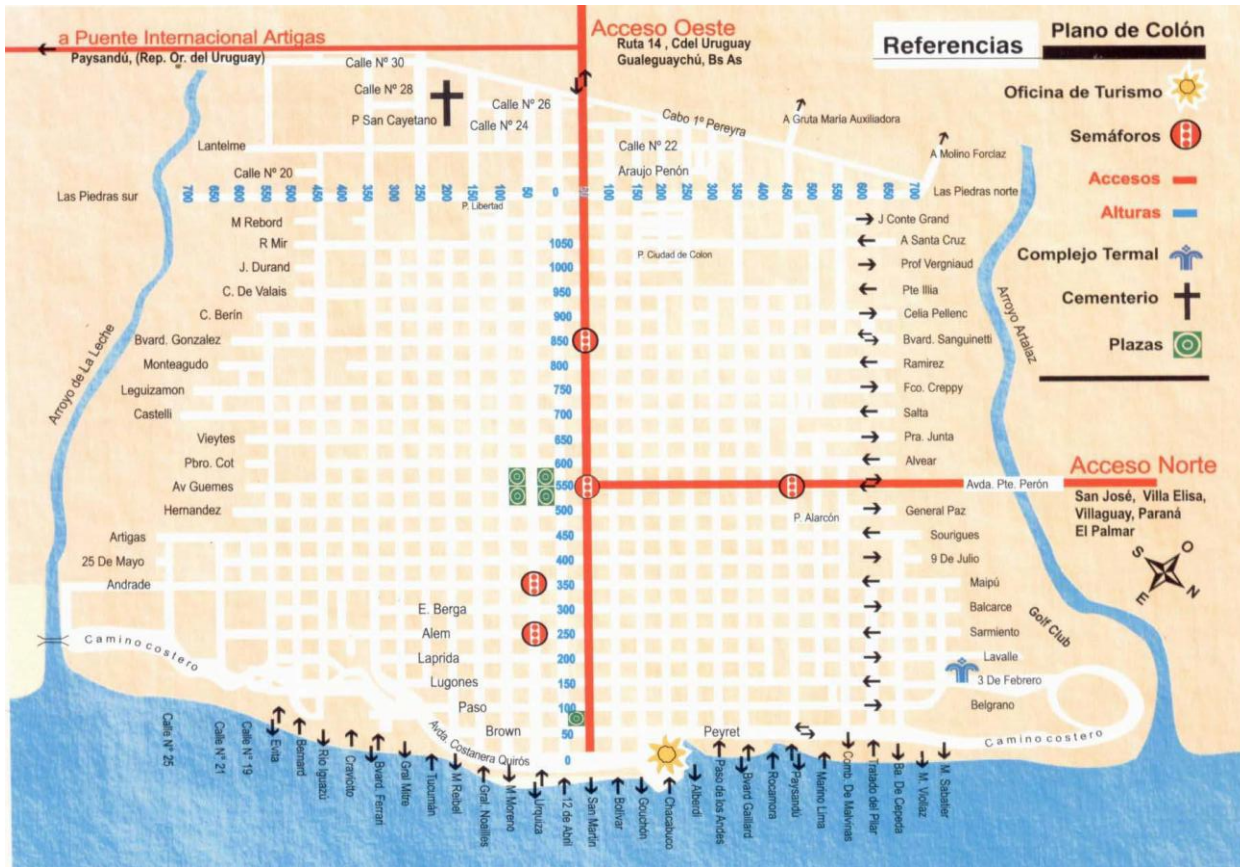 a Puente Internacional Artigas
Paysandú, (Rep. Or. del Uruguay)
Acceso Oeste
Ruta 14 , Cdel Uruguay
Gualeguaychú, Bs As
Referencias
Plano de Colón
Oficina de Turismo
Semáforos
Accesos
Alturas
Complejo Termal
Cementerio
Plazas
Calle Nº 30
Calle Nº 28
P San Cayetano
Calle Nº 26
Calle Nº 24
Cabo 1º Pereyra
A Gruta María Auxiliadora
A Molino Forclaz
Lantelme
Calle Nº 22
Calle Nº 20
Araujo Penón
Las Piedras sur
700 650 600 550 500 450 400 350 300 250 200 150 100 50 0
100 150 200 250 300 350 400 450 500 550 600 650 700
Las Piedras norte
P. Libertad
M Rebord
J Conte Grand
R Mir
1050
A Santa Cruz
P. Ciudad de Colon
J. Durand
1000
Prof Vergniaud
C. De Valais
950
Pte Illia
C. Berín
900
Celia Pellenc
Bvard. Gonzalez
850
Bvard. Sanguinetti
Monteagudo
800
Ramirez
Leguizamon
750
Fco. Creppy
Castelli
700
Salta
Vieytes
650
Pra. Junta
Pbro. Cot
600
Alvear
Acceso Norte
Av Guemes
550
Avda. Pte. Perón
San José, Villa Elisa,
Villaguay, Paraná
El Palmar
Hernandez
500
P. Alarcón
General Paz
Artigas
450
Sourigues
25 De Mayo
400
9 De Julio
Andrade
350
Maipú
E. Berga
300
Balcarce
Alem
250
Sarmiento
Laprida
200
Lavalle
Lugones
150
3 De Febrero
Paso
100
Belgrano
Brown
50
Peyret
0
S
O
E
N
Arroyo de La Leche
Arroyo Artalaz
Golf Club
Camino costero
Avda. Costanera Quirós
Camino costero
Calle Nº 25
Calle Nº 21
Calle Nº 19
Evita
Bernard
Río Iguazú
Craviotto
Bvard. Ferrari
Gral Mitre
Tucumán
M Reibel
Gral. Noailles
M Moreno
Urquiza
12 de Abril
San Martin
Bolívar
Gouchón
Chacabuco
Alberdi
Paso de los Andes
Bvard Gaillard
Rocamora
Paysandú
Marino Lima
Comb. De Malvinas
Tratado del Pilar
Ba. De Cepeda
M. Viollaz
M. Sabatier